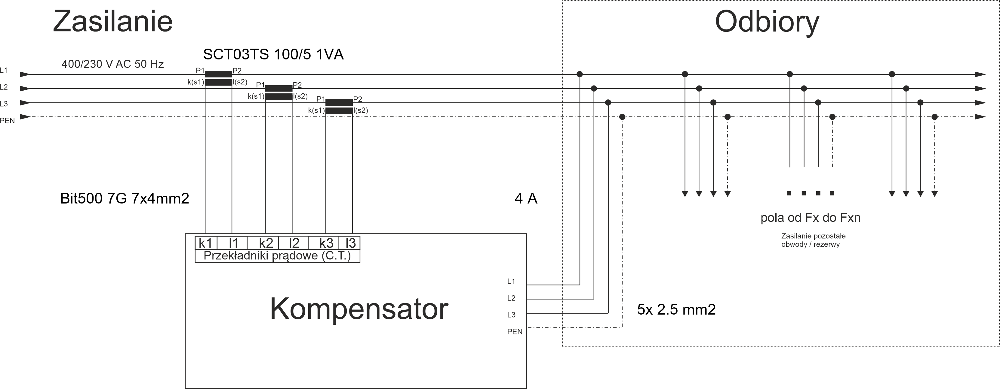 Zasilanie
Odbiory
SCT03TS 100/5 1VA
400/230 V AC 50 Hz
L1
P1
P2
k(s1)
l(s2)
L2
P1
P2
k(s1)
l(s2)
L3
P1
P2
k(s1)
l(s2)
PEN
Bit500 7G 7x4mm2
4 A
pola od Fx do Fxn
Zasilanie pozostałe
obwody / rezerwy
k1 l1 k2 l2 k3 l3
Przekładniki prądowe (C.T.)
L1
L2
L3
PEN
Kompensator
5x 2.5 mm2